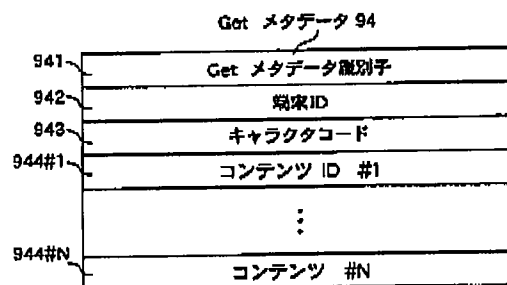 Get メタデータ 94
941 Get メタデータ識別子
942 端末ID
943 キャラクタコード
944#1 コンテンツ ID #1
944#N コンテンツ #N